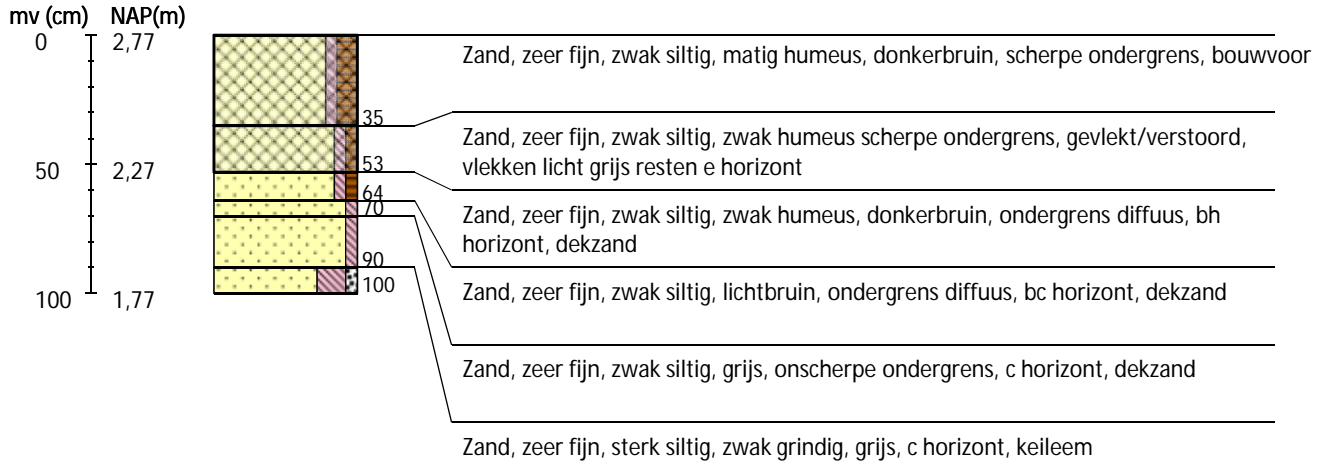 mv (cm) NAP(m)
0 2,77
Zand, zeer fijn, zwak siltig, matig humeus, donkerbruin, scherpe ondergrens, bouwvoor
35
Zand, zeer fijn, zwak siltig, zwak humeus scherpe ondergrens, gevlekt/verstoord,
vlekken licht grijs resten e horizont
53
50 2,27
64
Zand, zeer fijn, zwak siltig, zwak humeus, donkerbruin, ondergrens diffuus, bh
horizont, dekzand
70
90
Zand, zeer fijn, zwak siltig, lichtbruin, ondergrens diffuus, bc horizont, dekzand
100
100 1,77
Zand, zeer fijn, zwak siltig, grijs, onscherpe ondergrens, c horizont, dekzand
Zand, zeer fijn, sterk siltig, zwak grindig, grijs, c horizont, keileem